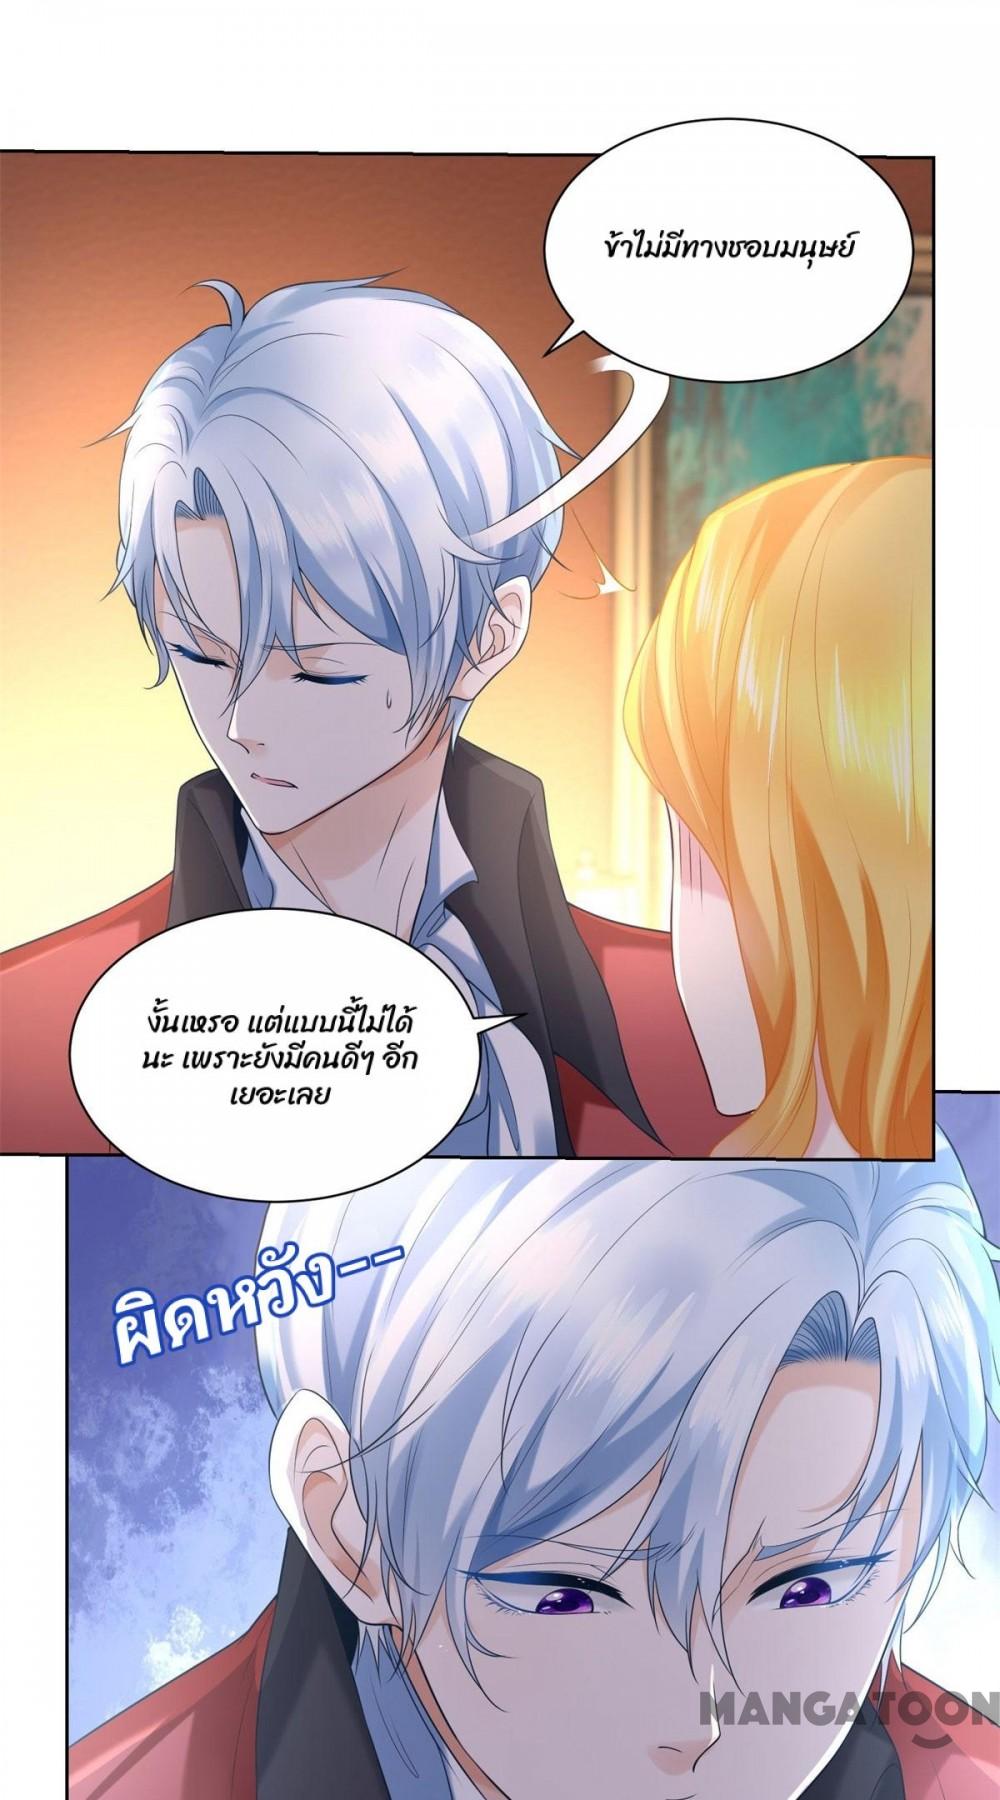 ข้าไม่มีทางชอบมนุษย์
งั้นเหรอ แต่แบบนี้ไม่ได้
นะ เพราะยังมีคนดีๆ อีก
เยอะเลย
ผิดหวัง--
MANGATOON